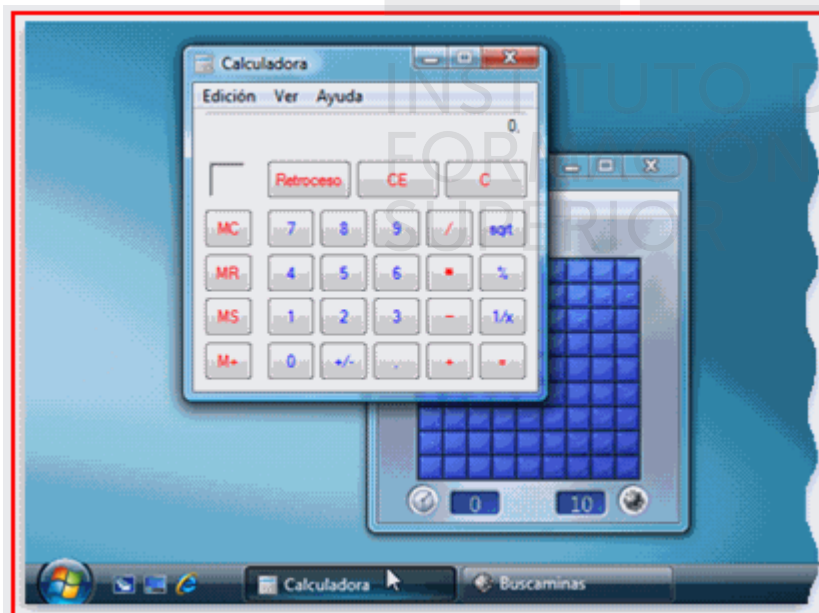 Calculadora
Edición Ver Ayuda
0,
Retroceso CE C
MC 7 8 9 / sqrt
MR 4 5 6 * %
MS 1 2 3 - 1/x
M+ 0 +/- , + =
INSTITUTO D
FORMACIÓN
SUPERIOR
0 10
Calculadora Buscaminas